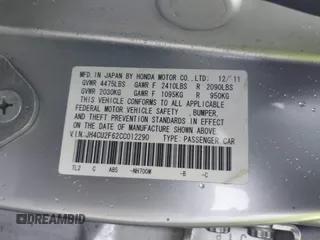 MFD. IN JAPAN BY HONDA MOTOR CO., LTD: 12/11
GVWR 4475LBS GAWR F 2410LBS R 2090LBS
GVWR 2030KG GAWR F 1095KG R 950KG
THIS VEHICLE CONFORMS TO ALL APPLICABLE
FEDERAL MOTOR VEHICLE SAFETY, BUMPER,
AND THEFT PREVENTION STANDARDS IN EFFECT
ON THE DATE OF MANUFACTURE SHOWN ABOVE.
V.I.N. JH4CU2F62CC012290 TYPE: PASSENGER CAR
TL2 C ABS -NH700M -B -C
DREAMBID